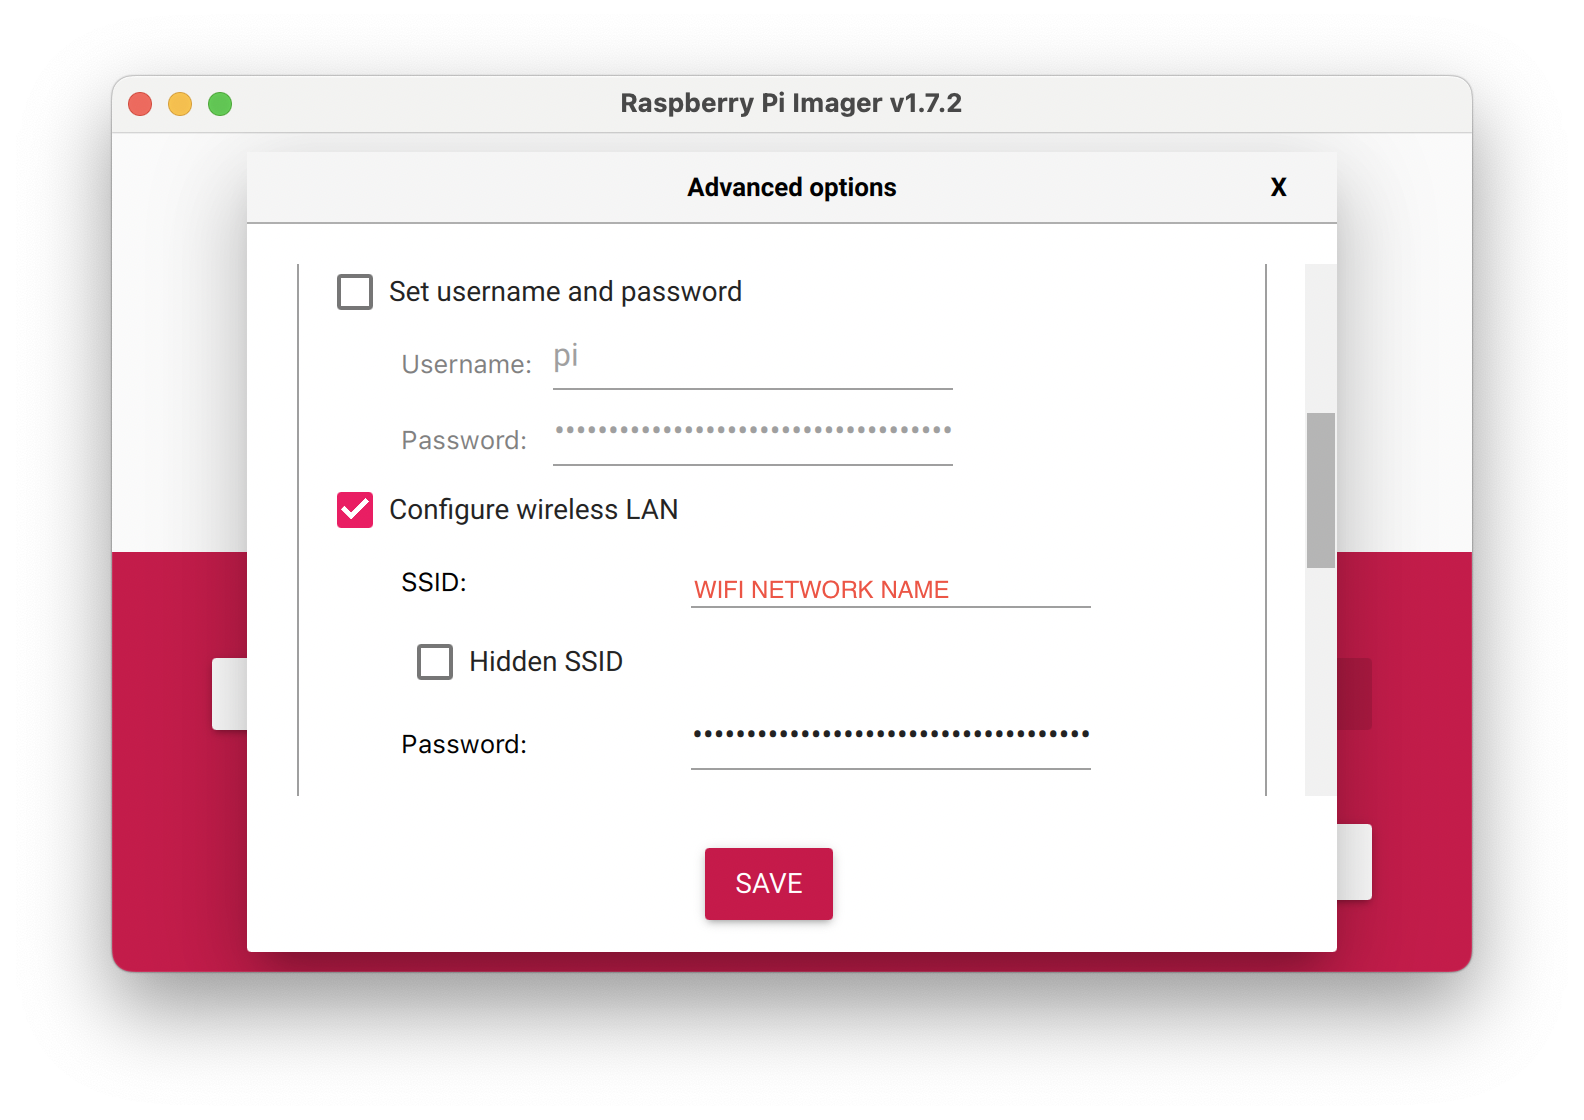 Raspberry Pi Imager v1.7.2
Advanced options X
Set username and password
Username: pi
Password: •••••••••••••••••••••••••••••••••••••
Configure wireless LAN
SSID: WIFI NETWORK NAME
Hidden SSID
Password: •••••••••••••••••••••••••••••••••••••
SAVE